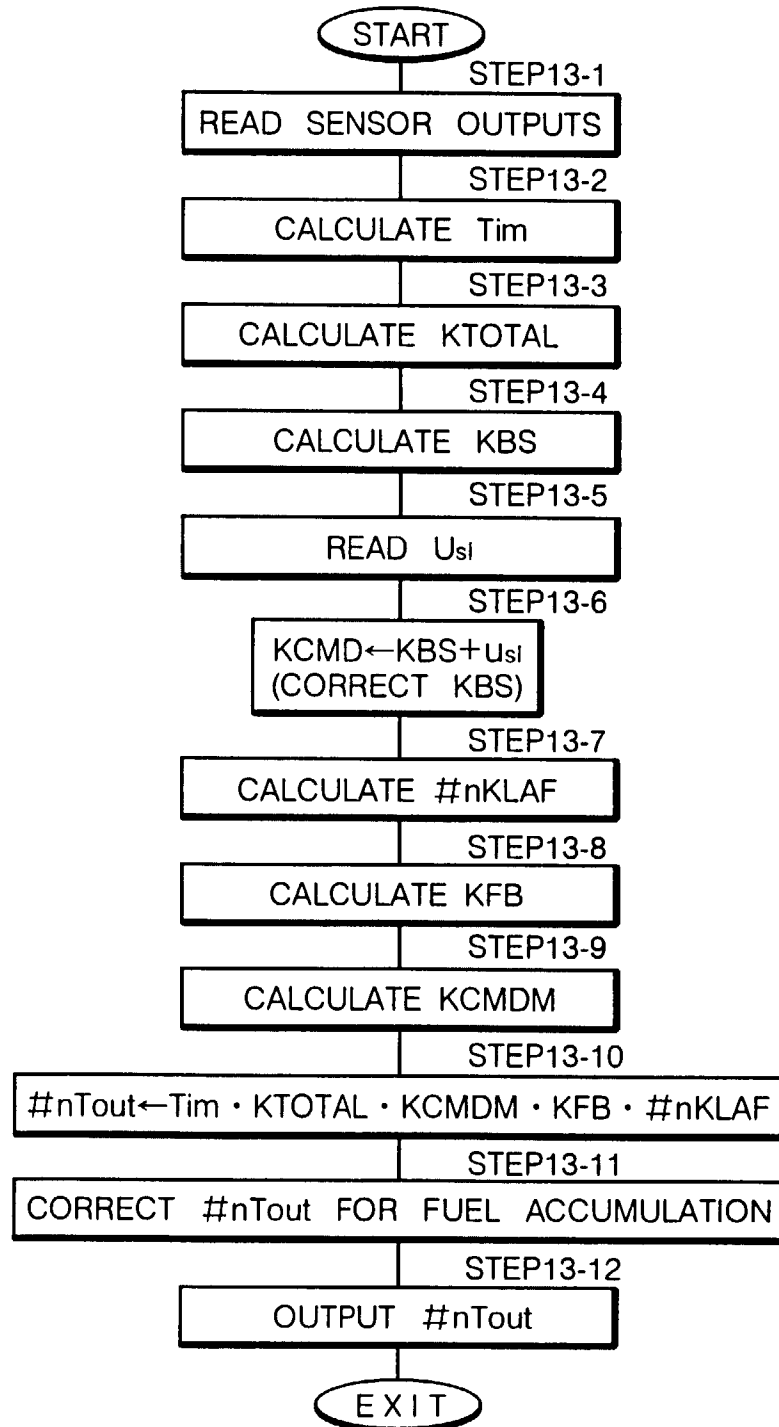 START
STEP13-1
READ SENSOR OUTPUTS
STEP13-2
CALCULATE Tim
STEP13-3
CALCULATE KTOTAL
STEP13-4
CALCULATE KBS
STEP13-5
READ Usl
STEP13-6
KCMD←KBS+usl
(CORRECT KBS)
STEP13-7
CALCULATE #nKLAF
STEP13-8
CALCULATE KFB
STEP13-9
CALCULATE KCMDM
STEP13-10
#nTout←Tim・KTOTAL・KCMDM・KFB・#nKLAF
STEP13-11
CORRECT #nTout FOR FUEL ACCUMULATION
STEP13-12
OUTPUT #nTout
EXIT